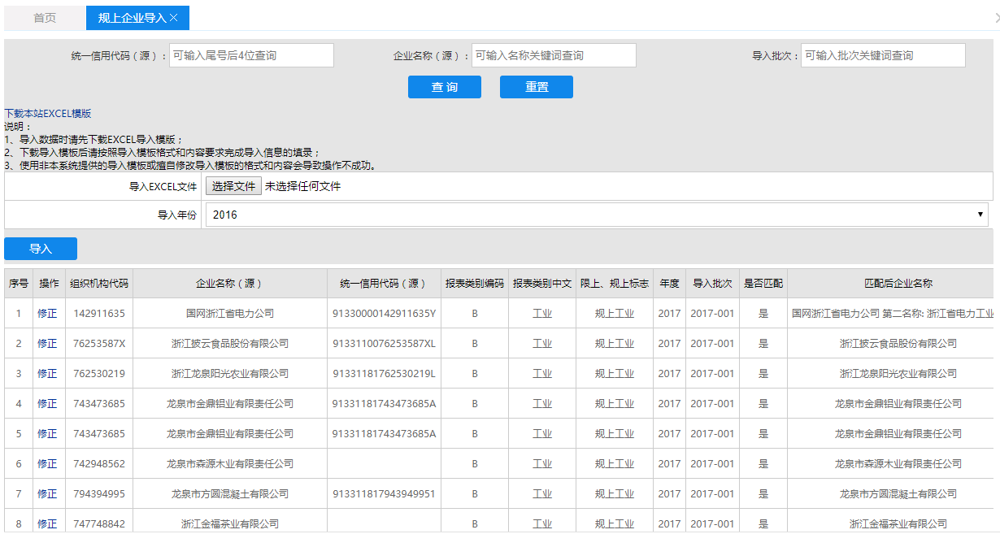 首页 规上企业导入
统一信用代码（源）： 可输入尾号后4位查询 企业名称（源）： 可输入名称关键词查询 导入批次： 可输入批次关键词查询
查询 重置
下载本站EXCEL模版
说明：
1、导入数据时请先下载EXCEL导入模版；
2、下载导入模板后请按照导入模板格式和内容要求完成导入信息的填录；
3、使用非本系统提供的导入模板或擅自修改导入模板的格式和内容会导致操作不成功。
导入EXCEL文件 选择文件 未选择任何文件
导入年份 2016
导入
序号 操作 组织机构代码 企业名称（源） 统一信用代码（源） 报表类别编码 报表类别中文 限上、规上标志 年度 导入批次 是否匹配 匹配后企业名称
1 修正 142911635 国网浙江省电力公司 91330000142911635Y B 工业 规上工业 2017 2017-001 是 国网浙江省电力公司 第二名称: 浙江省电力工业
2 修正 76253587X 浙江披云食品股份有限公司 9133110076253587XL B 工业 规上工业 2017 2017-001 是 浙江披云食品股份有限公司
3 修正 762530219 浙江龙泉阳光农业有限公司 91331181762530219L B 工业 规上工业 2017 2017-001 是 浙江龙泉阳光农业有限公司
4 修正 743473685 龙泉市金鼎铝业有限责任公司 91331181743473685A B 工业 规上工业 2017 2017-001 是 龙泉市金鼎铝业有限责任公司
5 修正 743473685 龙泉市金鼎铝业有限责任公司 91331181743473685A B 工业 规上工业 2017 2017-001 是 龙泉市金鼎铝业有限责任公司
6 修正 742948562 龙泉市森源木业有限责任公司 B 工业 规上工业 2017 2017-001 是 龙泉市森源木业有限责任公司
7 修正 794394995 龙泉市方圆混凝土有限公司 913311817943949951 B 工业 规上工业 2017 2017-001 是 龙泉市方圆混凝土有限公司
8 修正 747748842 浙江金福茶业有限公司 B 工业 规上工业 2017 2017-001 是 浙江金福茶业有限公司